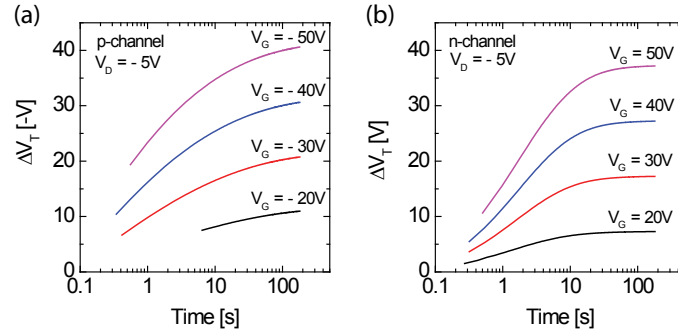 (a)
p-channel
V_D = - 5V
V_G = - 50V
V_G = - 40V
V_G = - 30V
V_G = - 20V
ΔV_T [-V]
40
30
20
10
0
0.1 1 10 100
Time [s]
(b)
n-channel
V_D = - 5V
V_G = 50V
V_G = 40V
V_G = 30V
V_G = 20V
ΔV_T [V]
40
30
20
10
0
0.1 1 10 100
Time [s]